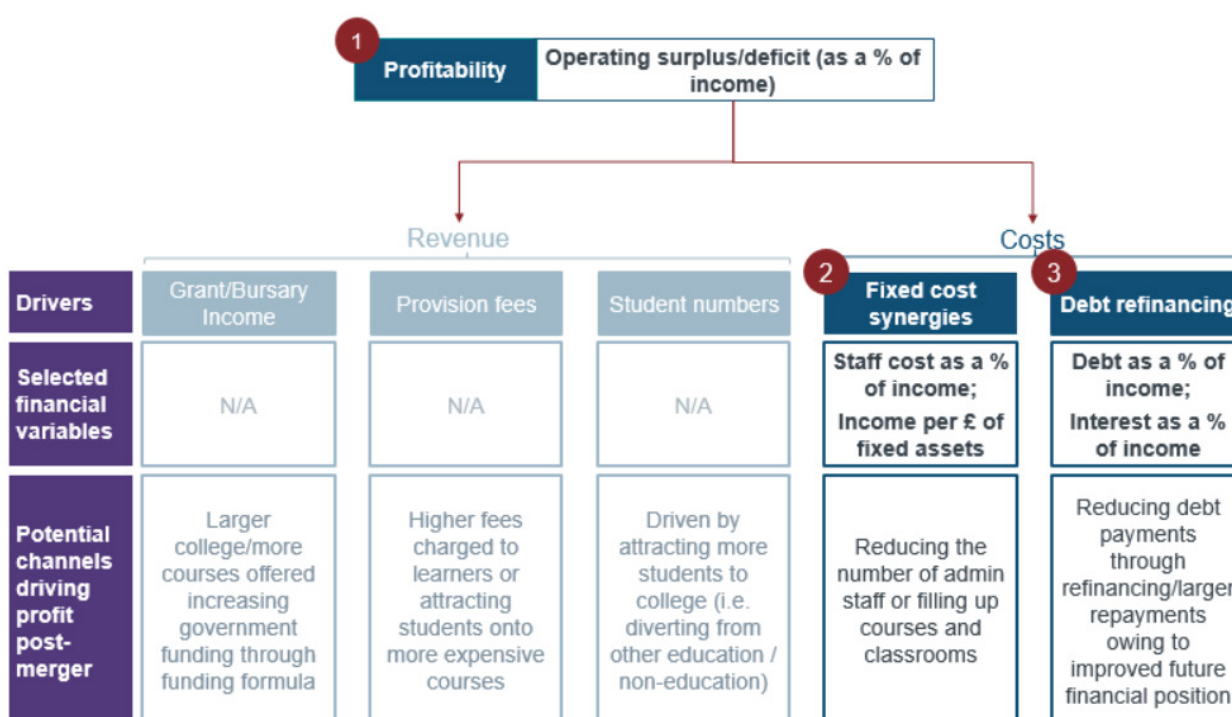 1
Profitability
Operating surplus/deficit (as a % of
income)
Revenue
Costs
Drivers
Grant/Bursary
Income
Provision fees
Student numbers
2
Fixed cost
synergies
3
Debt refinancing
Selected
financial
variables
N/A
N/A
N/A
Staff cost as a %
of income;
Income per £ of
fixed assets
Debt as a % of
income;
Interest as a %
of income
Potential
channels
driving
profit
post-
merger
Larger
college/more
courses offered
increasing
government
funding through
funding formula
Higher fees
charged to
learners or
attracting
students onto
more expensive
courses
Driven by
attracting more
students to
college (i.e.
diverting from
other education /
non-education)
Reducing the
number of admin
staff or filling up
courses and
classrooms
Reducing debt
payments
through
refinancing/larger
repayments
owing to
improved future
financial position